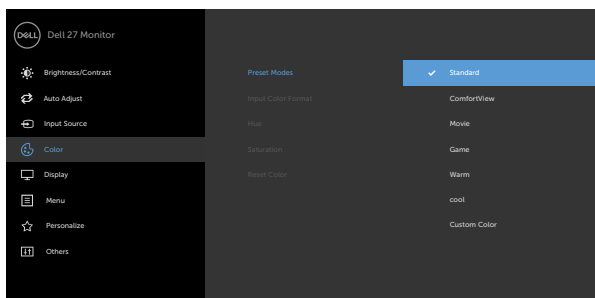 DELL Dell 27 Monitor
Brightness/Contrast
Auto Adjust
Input Source
Color
Display
Menu
Personalize
Others
Preset Modes
Input Color Format
Hue
Saturation
Reset Color
Standard
ComfortView
Movie
Game
Warm
cool
Custom Color